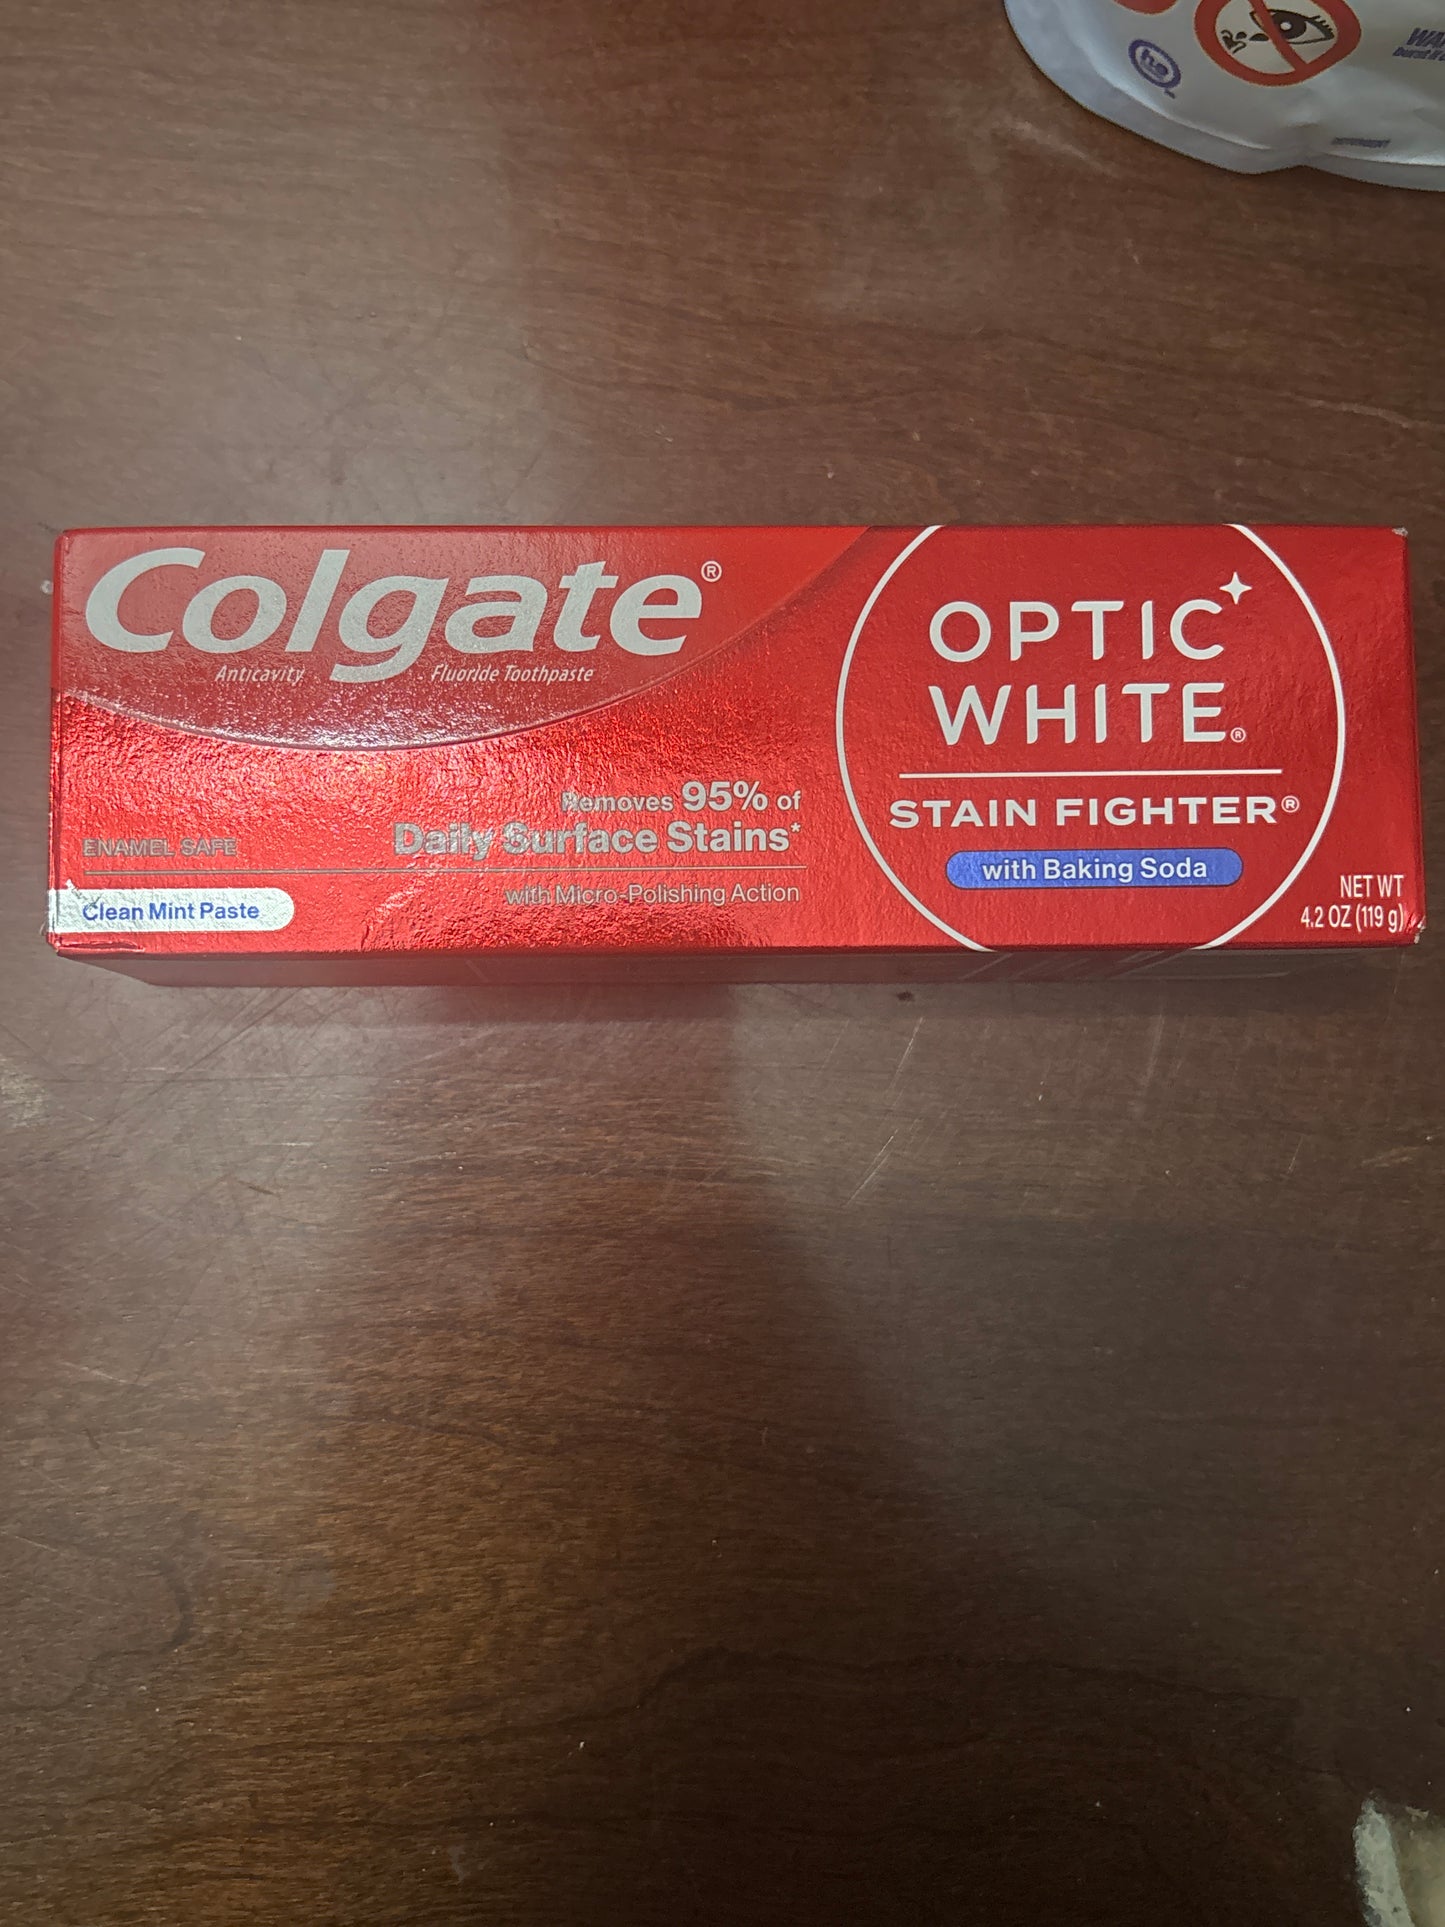 Colgate®
Anticavity Fluoride Toothpaste
Removes 95% of
Daily Surface Stains*
with Micro-Polishing Action
ENAMEL SAFE
Clean Mint Paste
OPTIC
WHITE®
STAIN FIGHTER®
with Baking Soda
NET WT
4.2 OZ (119 g)